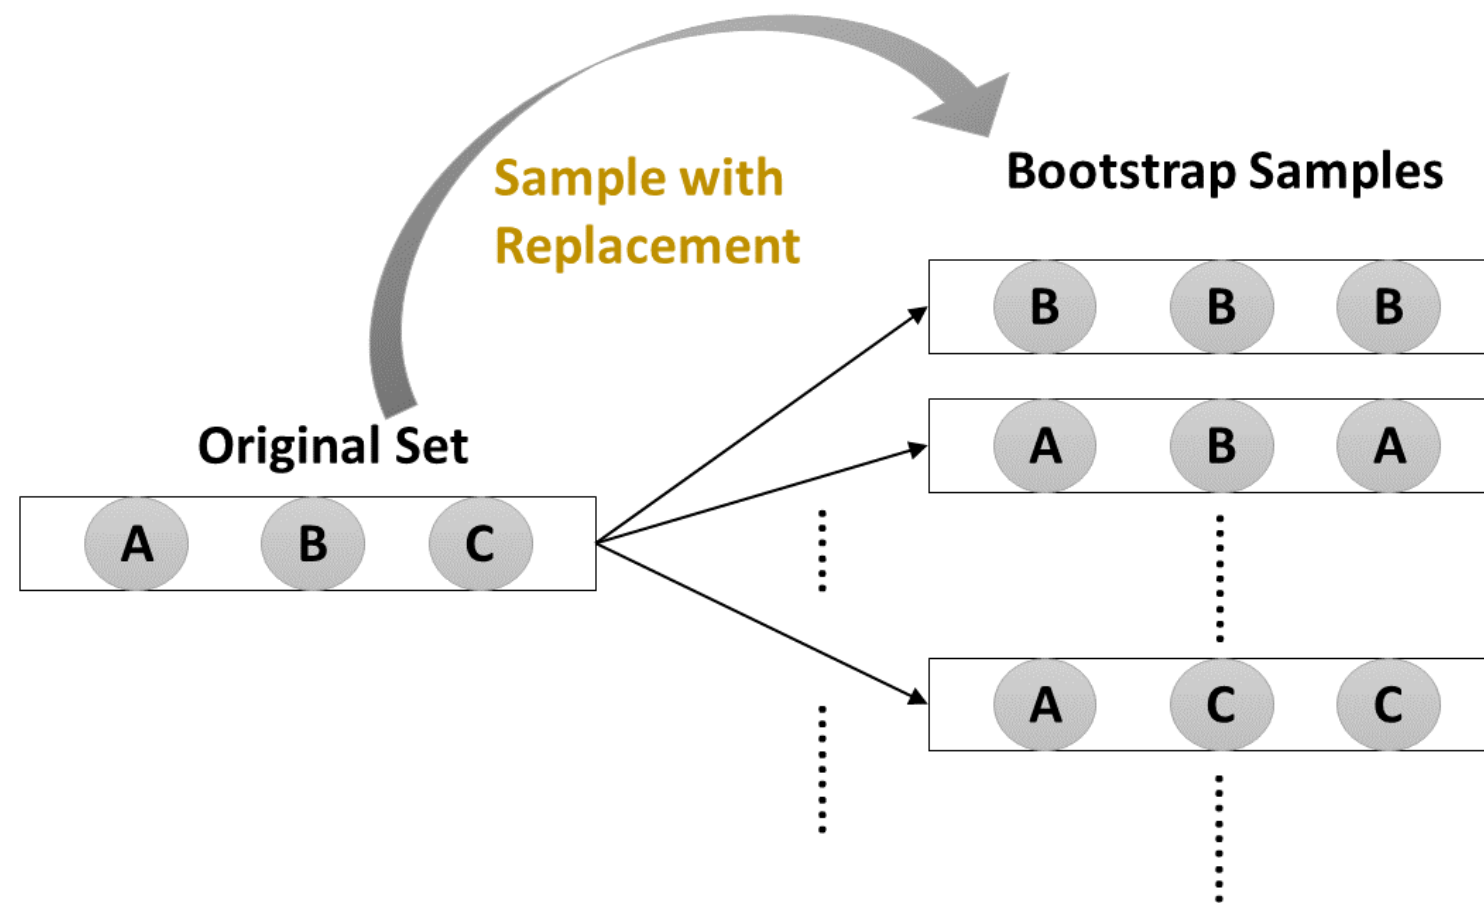 Sample with
Replacement
Bootstrap Samples
B B B
A B A
Original Set
A B C
A C C